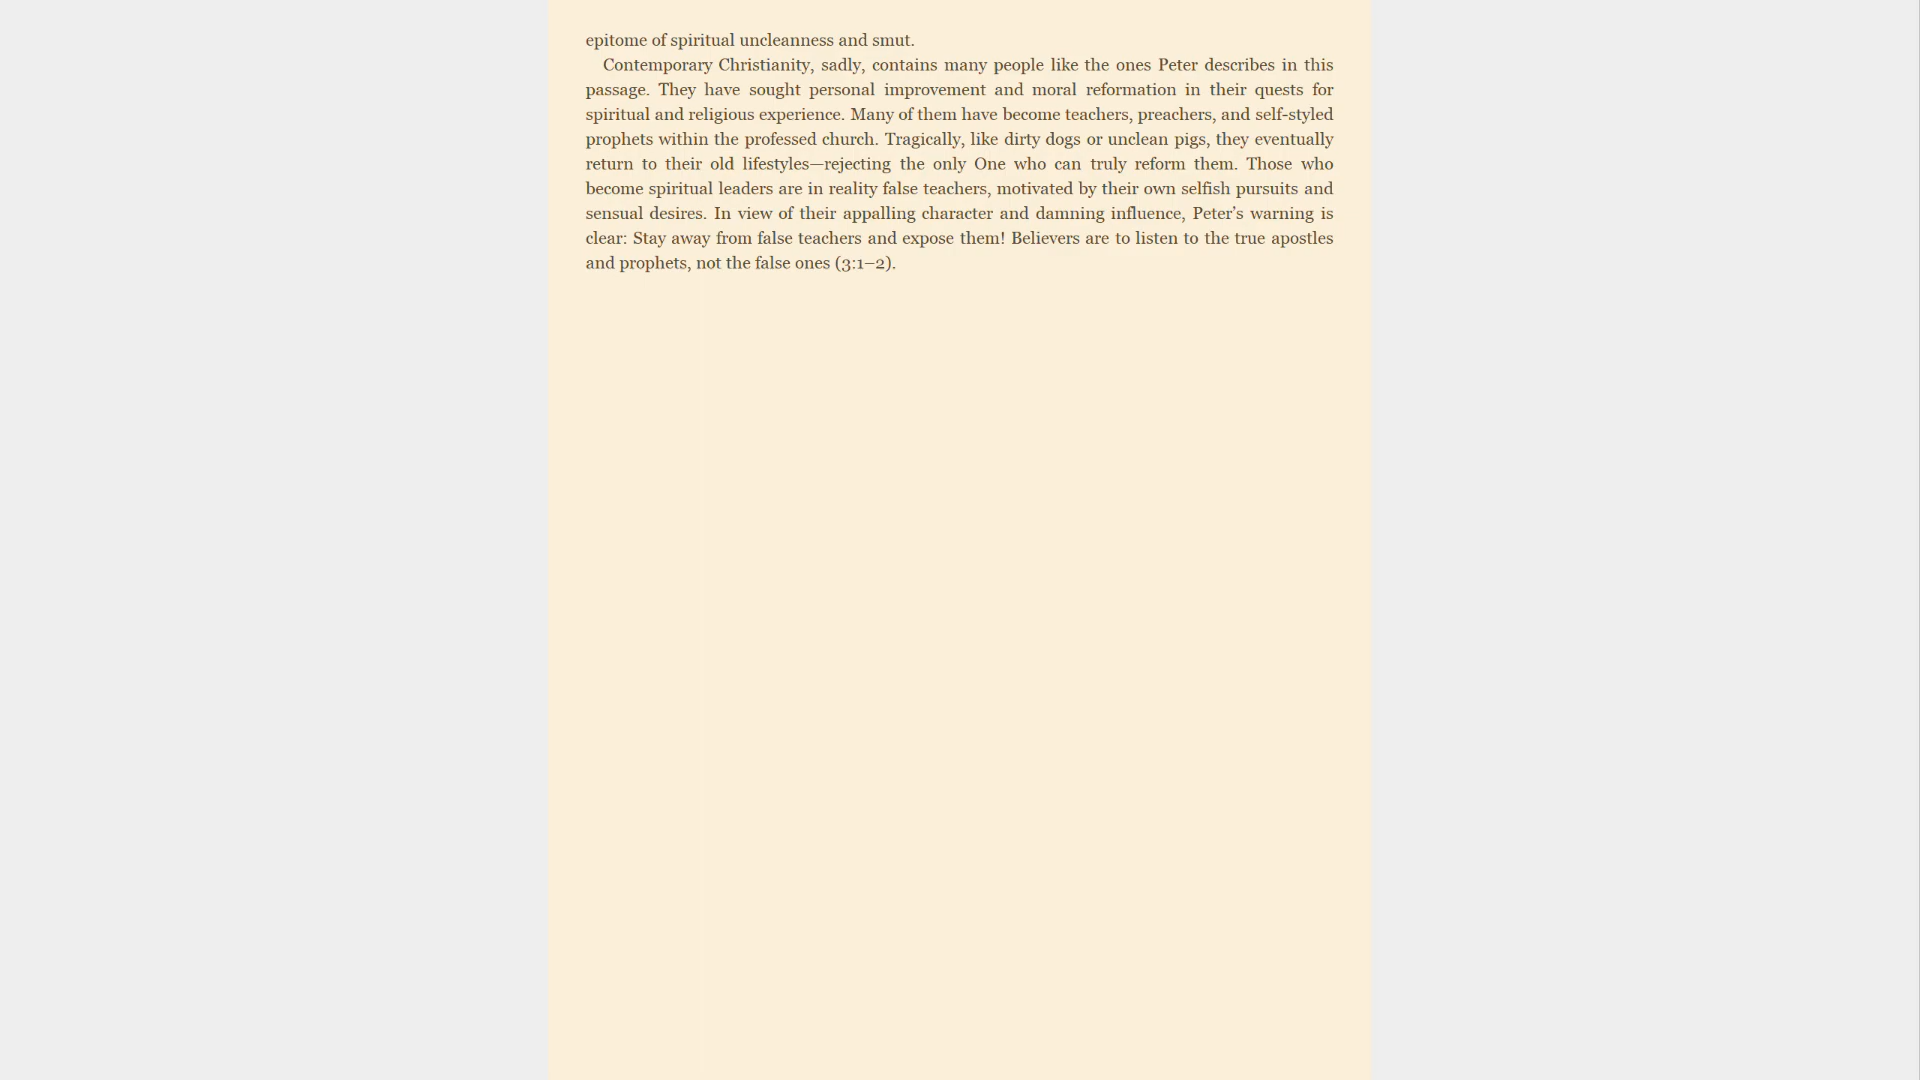 epitome of spiritual uncleanness and smut.
Contemporary Christianity, sadly, contains many people like the ones Peter describes in this
passage. They have sought personal improvement and moral reformation in their quests for
spiritual and religious experience. Many of them have become teachers, preachers, and self-styled
prophets within the professed church. Tragically, like dirty dogs or unclean pigs, they eventually
return to their old lifestyles—rejecting the only One who can truly reform them. Those who
become spiritual leaders are in reality false teachers, motivated by their own selfish pursuits and
sensual desires. In view of their appalling character and damning influence, Peter’s warning is
clear: Stay away from false teachers and expose them! Believers are to listen to the true apostles
and prophets, not the false ones (3:1–2).